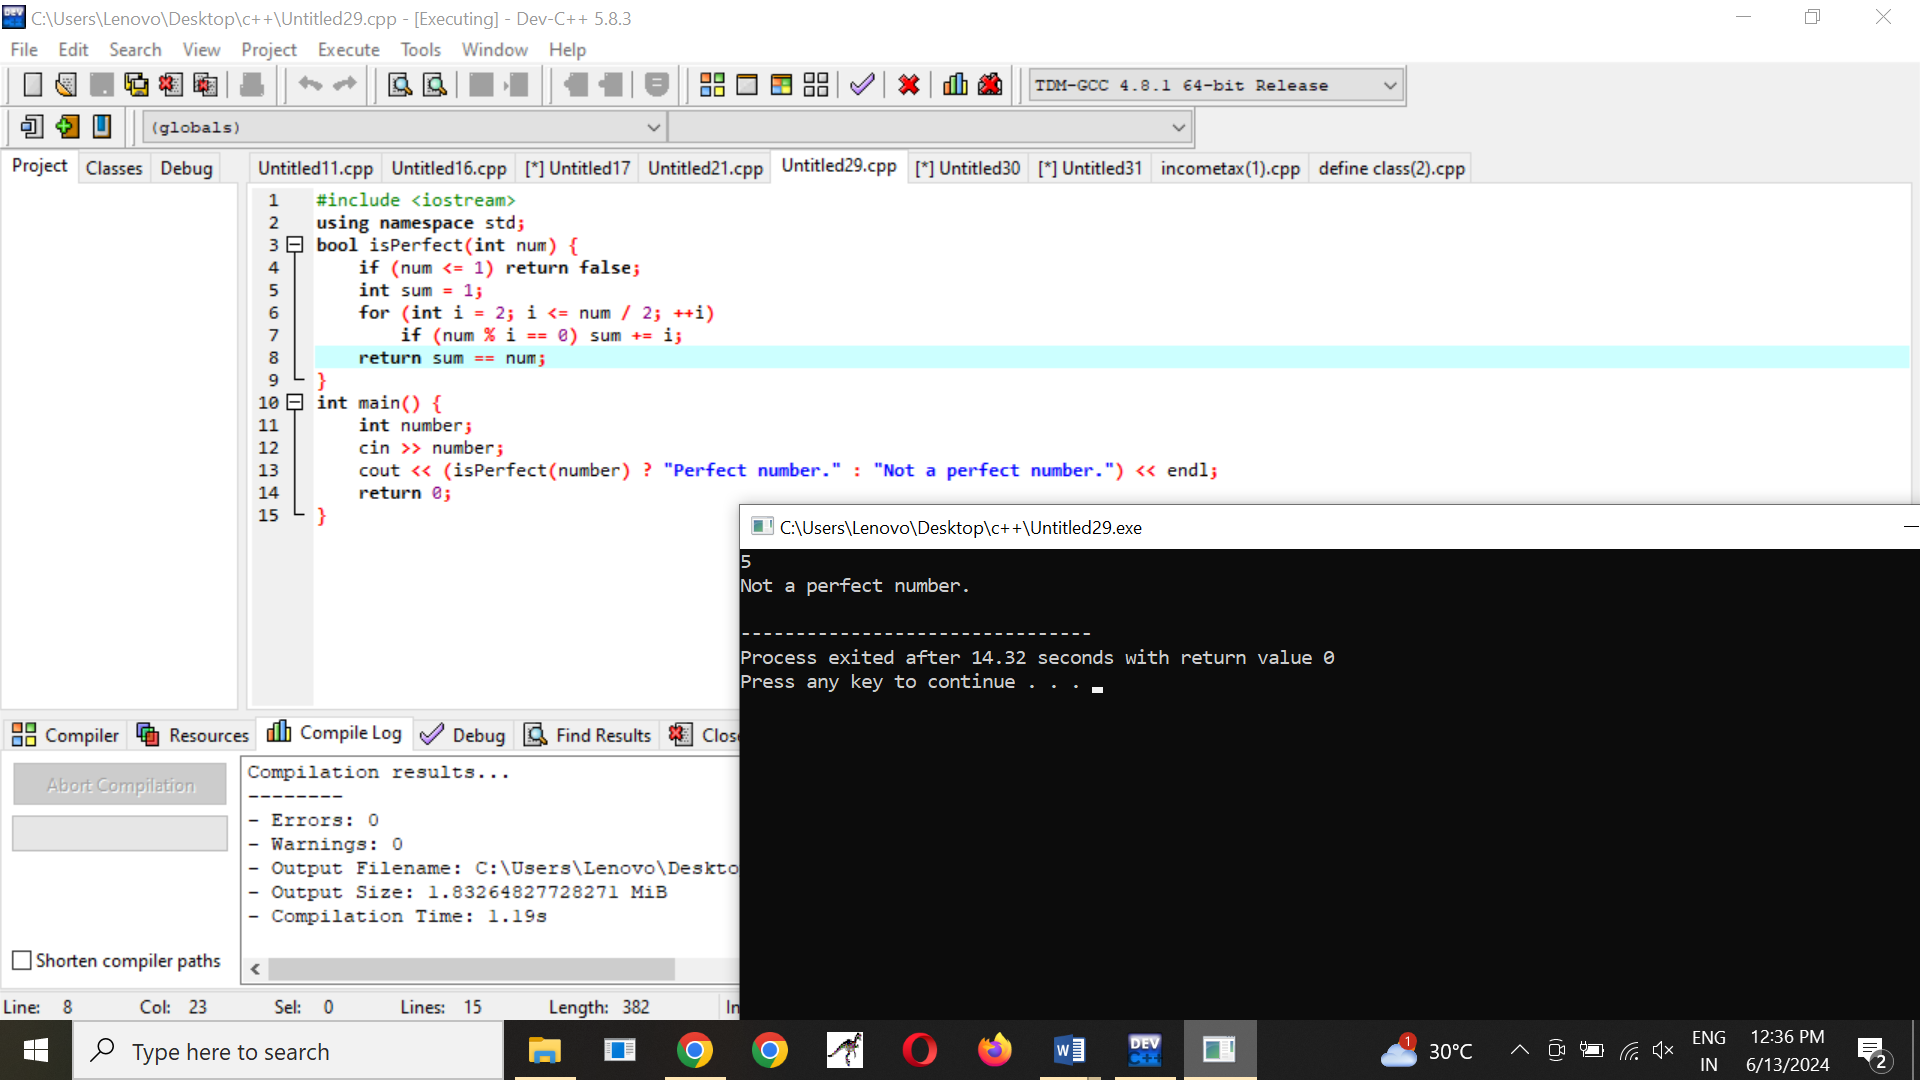 C:\Users\Lenovo\Desktop\c++\Untitled29.cpp - [Executing] - Dev-C++ 5.8.3
File Edit Search View Project Execute Tools Window Help
TDM-GCC 4.8.1 64-bit Release
(globals)
Project Classes Debug
Untitled11.cpp Untitled16.cpp [*] Untitled17 Untitled21.cpp Untitled29.cpp [*] Untitled30 [*] Untitled31 incometax(1).cpp define class(2).cpp
1 #include <iostream>
2 using namespace std;
3 bool isPerfect(int num) {
4     if (num <= 1) return false;
5     int sum = 1;
6     for (int i = 2; i <= num / 2; ++i)
7         if (num % i == 0) sum += i;
8     return sum == num;
9 }
10 int main() {
11     int number;
12     cin >> number;
13     cout << (isPerfect(number) ? "Perfect number." : "Not a perfect number.") << endl;
14     return 0;
15 }
C:\Users\Lenovo\Desktop\c++\Untitled29.exe
5
Not a perfect number.
--------------------------------
Process exited after 14.32 seconds with return value 0
Press any key to continue . . .
Compiler Resources Compile Log Debug Find Results Clos
Abort Compilation
Shorten compiler paths
Compilation results...
--------
- Errors: 0
- Warnings: 0
- Output Filename: C:\Users\Lenovo\Deskto
- Output Size: 1.83264827728271 MiB
- Compilation Time: 1.19s
Line: 8 Col: 23 Sel: 0 Lines: 15 Length: 382 In
Type here to search
W
DEV C++
1
30°C
ENG
IN
12:36 PM
6/13/2024
2